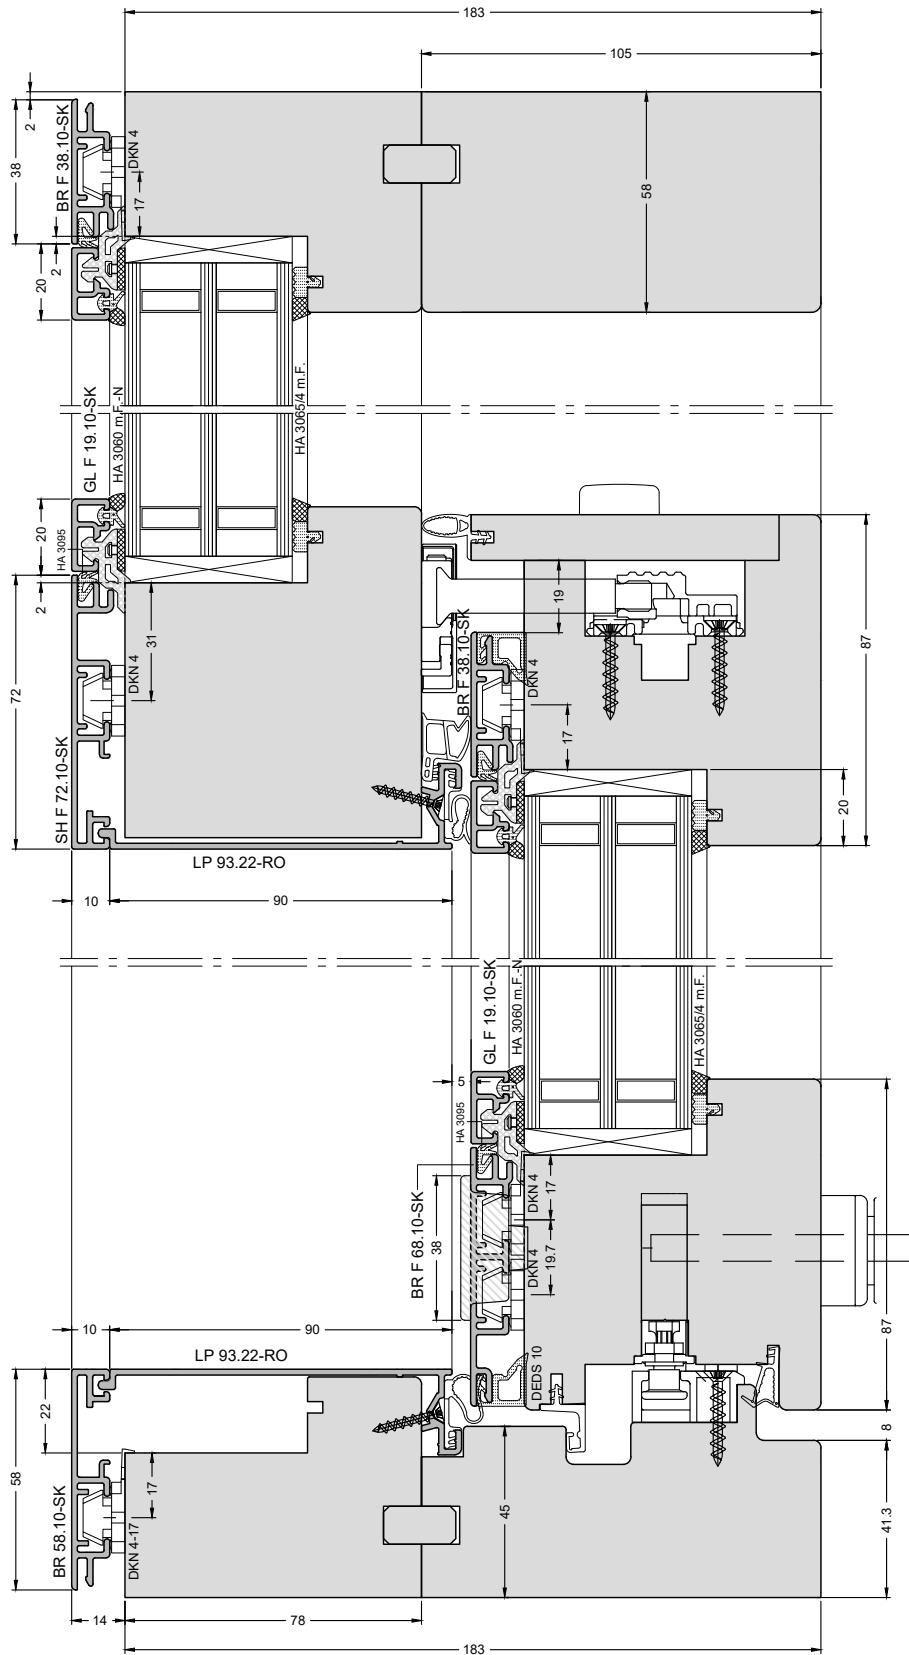 183
105
2
38
BR F 38.10-SK
DKN 4
17
58
2
20
GL F 19.10-SK
HA 3060 m.F.-N
HA 3065/4 m.F.
20
HA 3095
2
19
31
BR F 38.10-SK
DKN 4
87
DKN 4
72
17
SH F 72.10-SK
20
LP 93.22-RO
10
90
GL F 19.10-SK
HA 3060 m.F.-N
HA 3065/4 m.F.
5
HA 3095
DKN 4
17
BR F 68.10-SK
38
DKN 4
19.7
87
10
90
LP 93.22-RO
DEDS 10
22
8
58
17
45
41.3
BR 58.10-SK
DKN 4-17
14
78
183